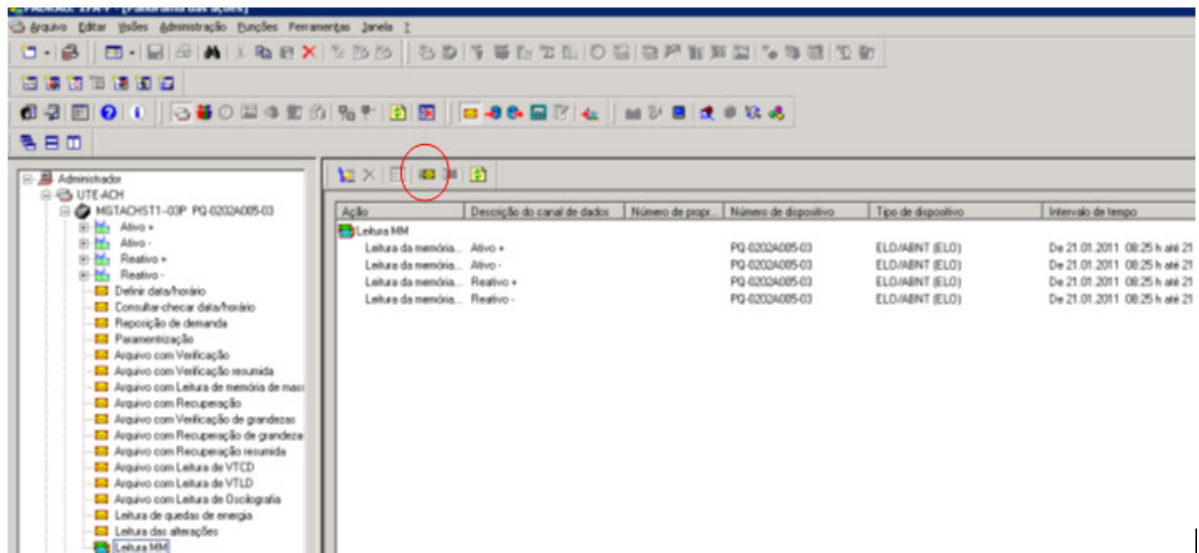 (Panorama das ações)
Arquivo Editar Visões Administração Funções Ferramentas Janela ?
Administrador
UTE-ACH
MGTACHST1-03P PQ-0202A005-03
Ativo +
Ativo -
Reativo +
Reativo -
Definir data/horário
Consultar-checar data/horário
Reposição de demanda
Paramentrização
Arquivo com Verificação
Arquivo com Verificação resumida
Arquivo com Leitura de memória de mass
Arquivo com Recuperação
Arquivo com Verificação de grandezas
Arquivo com Recuperação de grandeza
Arquivo com Recuperação resumida
Arquivo com Leitura de VTCD
Arquivo com Leitura de VTLD
Arquivo com Leitura de Oscilografia
Leitura de quedas de energia
Leitura das alterações
Leitura MM
Ação Descrição do canal de dados Número de propr... Número de dispositivo Tipo de dispositivo Intervalo de tempo
Leitura MM
Leitura da memória... Ativo + PQ-0202A005-03 ELO/ABNT (ELO) De 21.01.2011 08:25 h até 21
Leitura da memória... Ativo - PQ-0202A005-03 ELO/ABNT (ELO) De 21.01.2011 08:25 h até 21
Leitura da memória... Reativo + PQ-0202A005-03 ELO/ABNT (ELO) De 21.01.2011 08:25 h até 21
Leitura da memória... Reativo - PQ-0202A005-03 ELO/ABNT (ELO) De 21.01.2011 08:25 h até 21